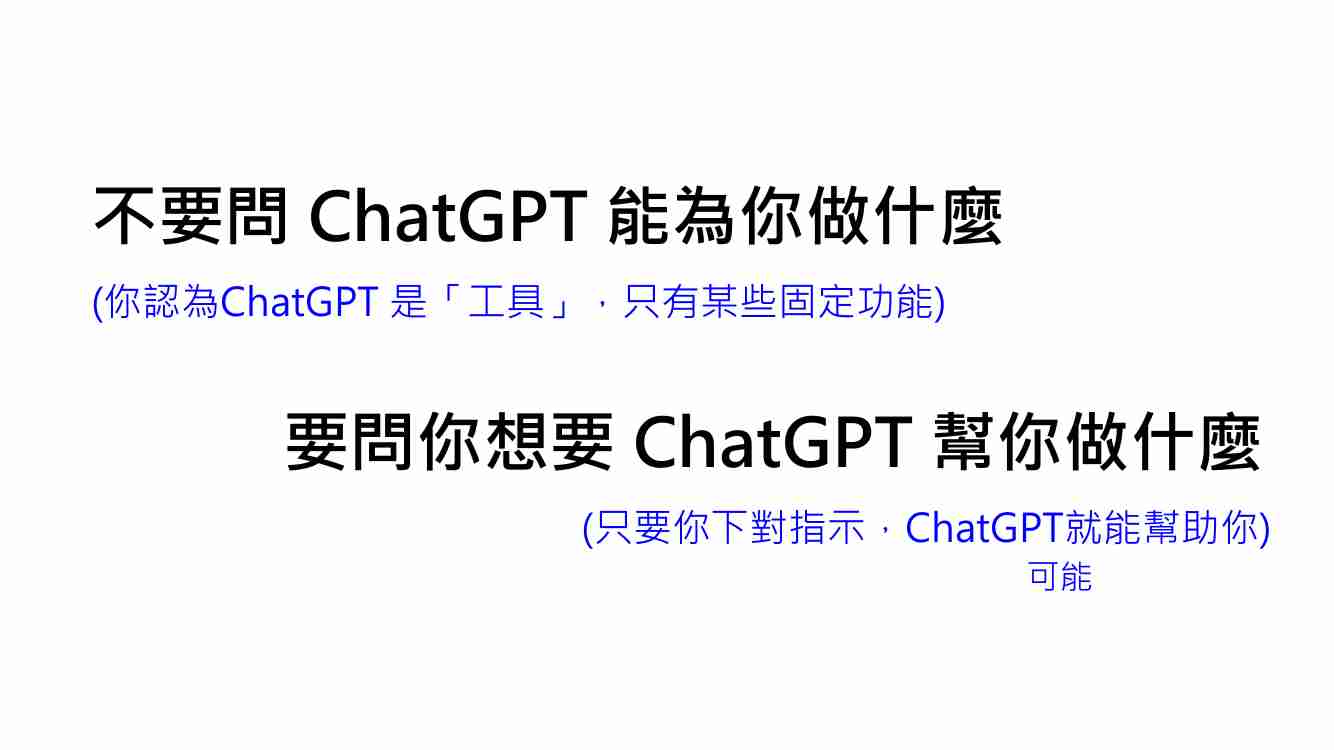 不要問 ChatGPT 能為你做什麼
(你認為ChatGPT 是「工具」，只有某些固定功能)
要問你想要 ChatGPT 幫你做什麼
(只要你下對指示，ChatGPT就能幫助你)
可能